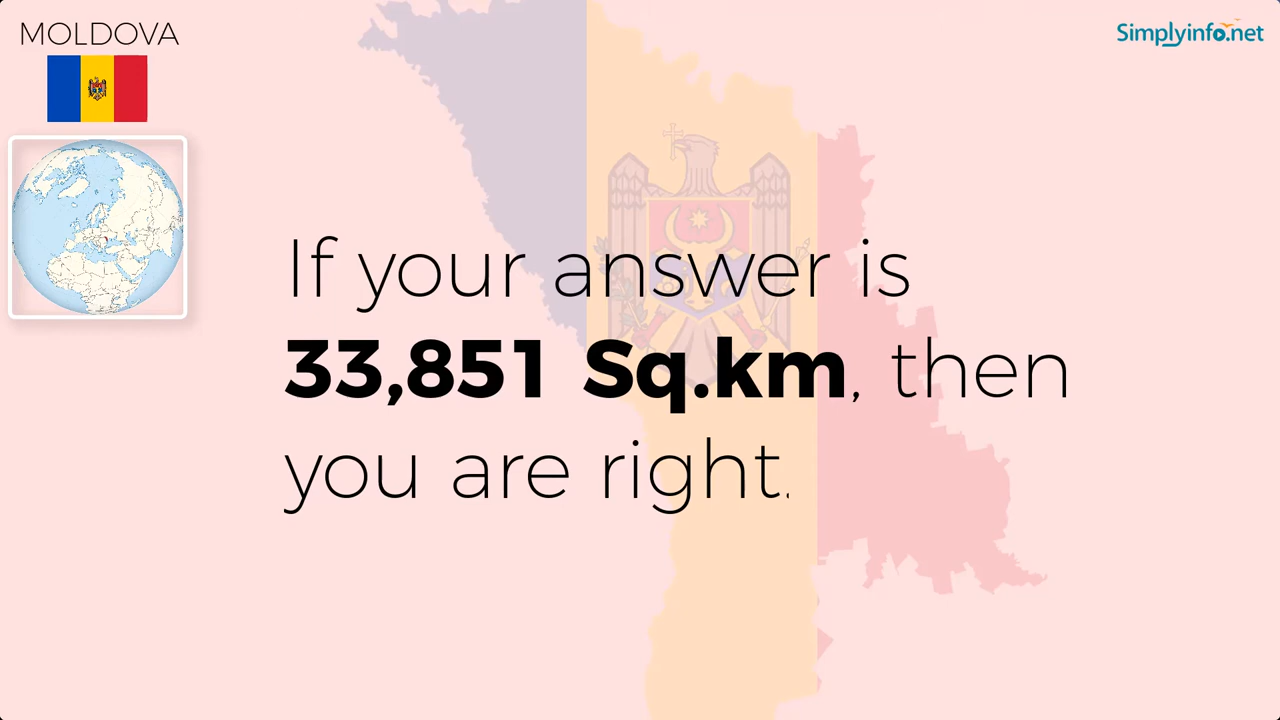 MOLDOVA
Simplyinfo.net
If your answer is
33,851 Sq.km, then
you are right.